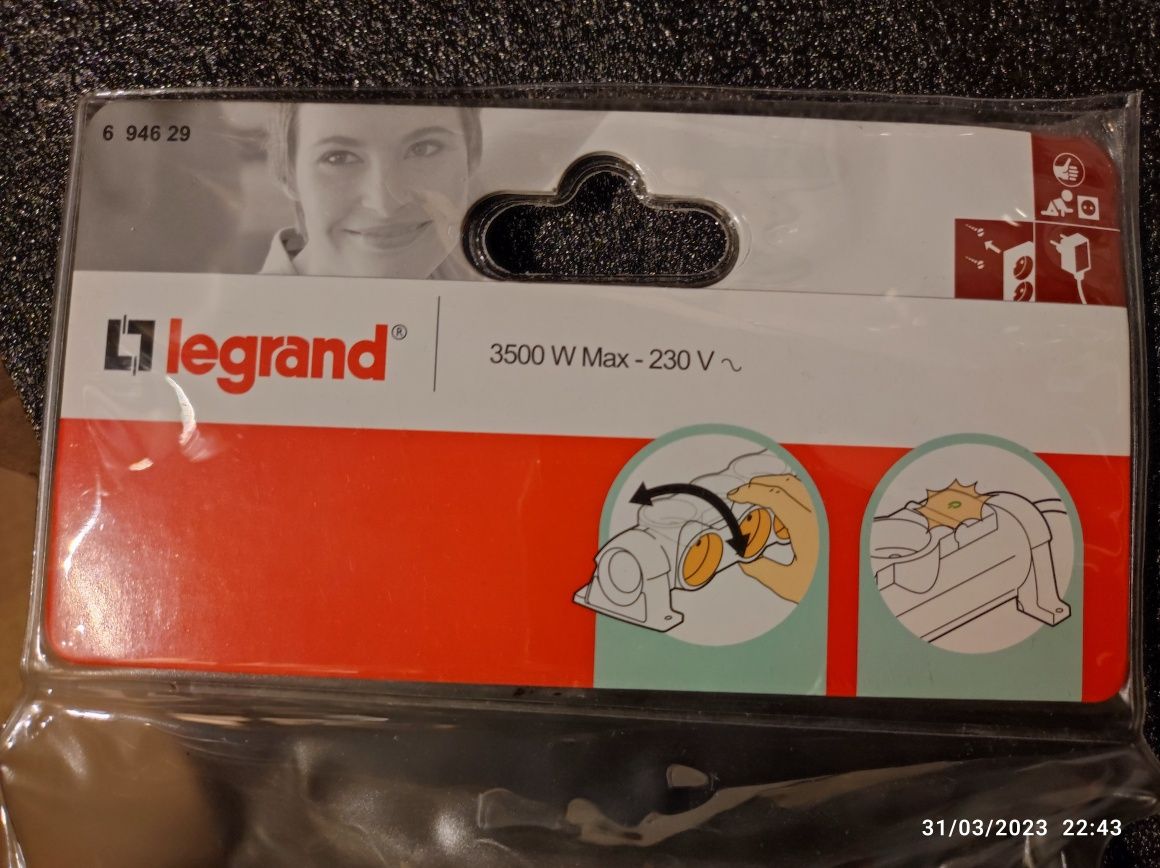 6 946 29
legrand®
3500 W Max - 230 V ~
31/03/2023 22:43